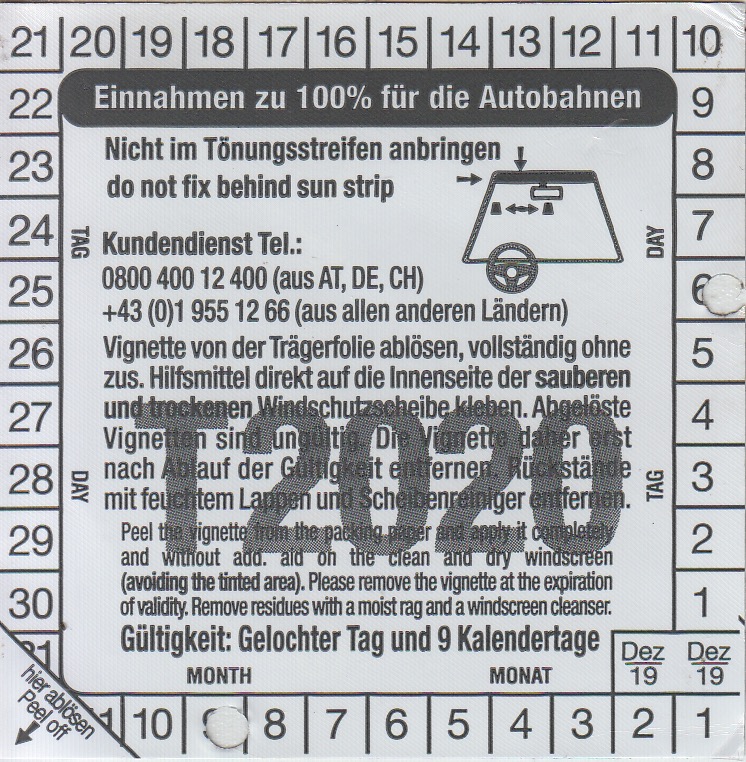 21 20 19 18 17 16 15 14 13 12 11 10
22 Einnahmen zu 100% für die Autobahnen 9
23 Nicht im Tönungsstreifen anbringen 8
do not fix behind sun strip
24 TAG Kundendienst Tel.: DAY 7
25 0800 400 12 400 (aus AT, DE, CH) 6
+43 (0)1 955 12 66 (aus allen anderen Ländern)
26 Vignette von der Trägerfolie ablösen, vollständig ohne 5
zus. Hilfsmittel direkt auf die Innenseite der sauberen
27 und trockenen Windschutzscheibe kleben. Abgelöste 4
Vignetten sind ungültig. Die Vignette daher erst
T2020
28 DAY nach Ablauf der Gültigkeit entfernen. Rückstände TAG 3
mit feuchtem Lappen und Scheibenreiniger entfernen.
29 Peel the vignette from the packing paper and apply it completely 2
and without add. aid on the clean and dry windscreen
30 (avoiding the tinted area). Please remove the vignette at the expiration 1
of validity. Remove residues with a moist rag and a windscreen cleanser.
Gültigkeit: Gelochter Tag und 9 Kalendertage
Dez Dez
19 19
MONTH MONAT
hier ablösen
Peel off
10 9 8 7 6 5 4 3 2 1